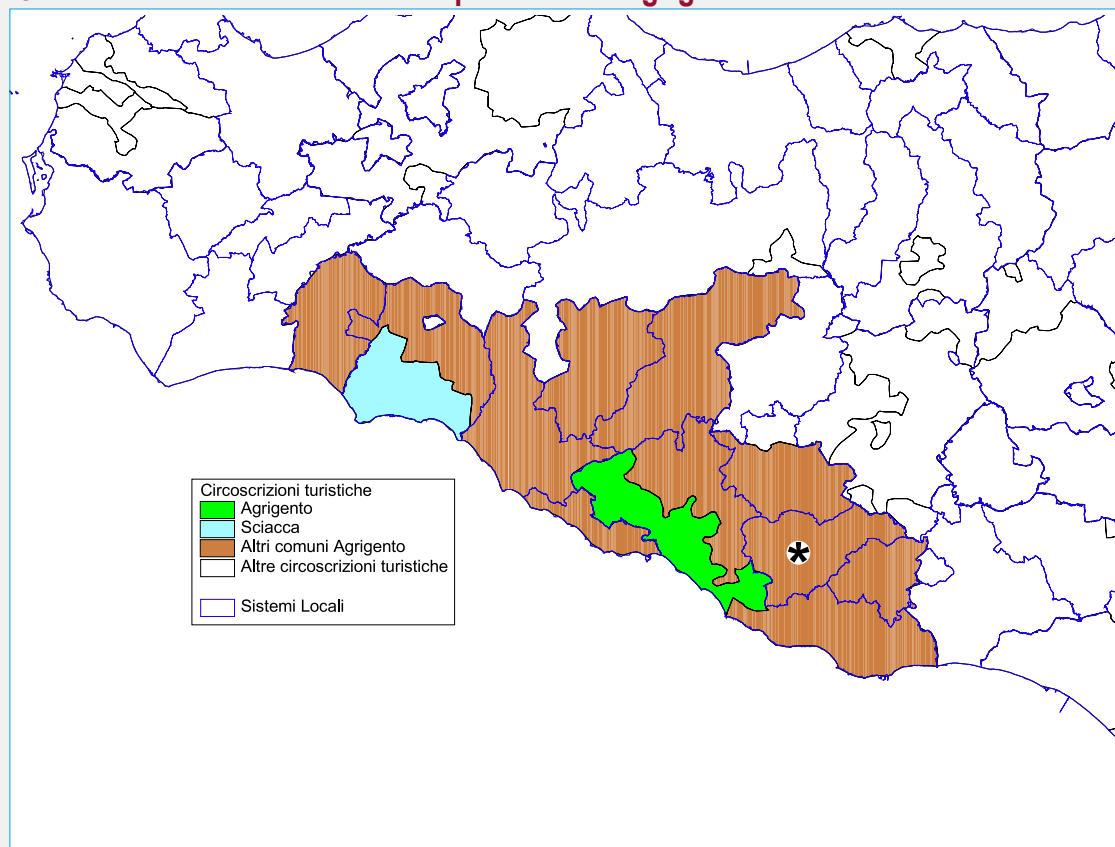 Circoscrizioni turistiche
Agrigento
Sciacca
Altri comuni Agrigento
Altre circoscrizioni turistiche
Sistemi Locali
*